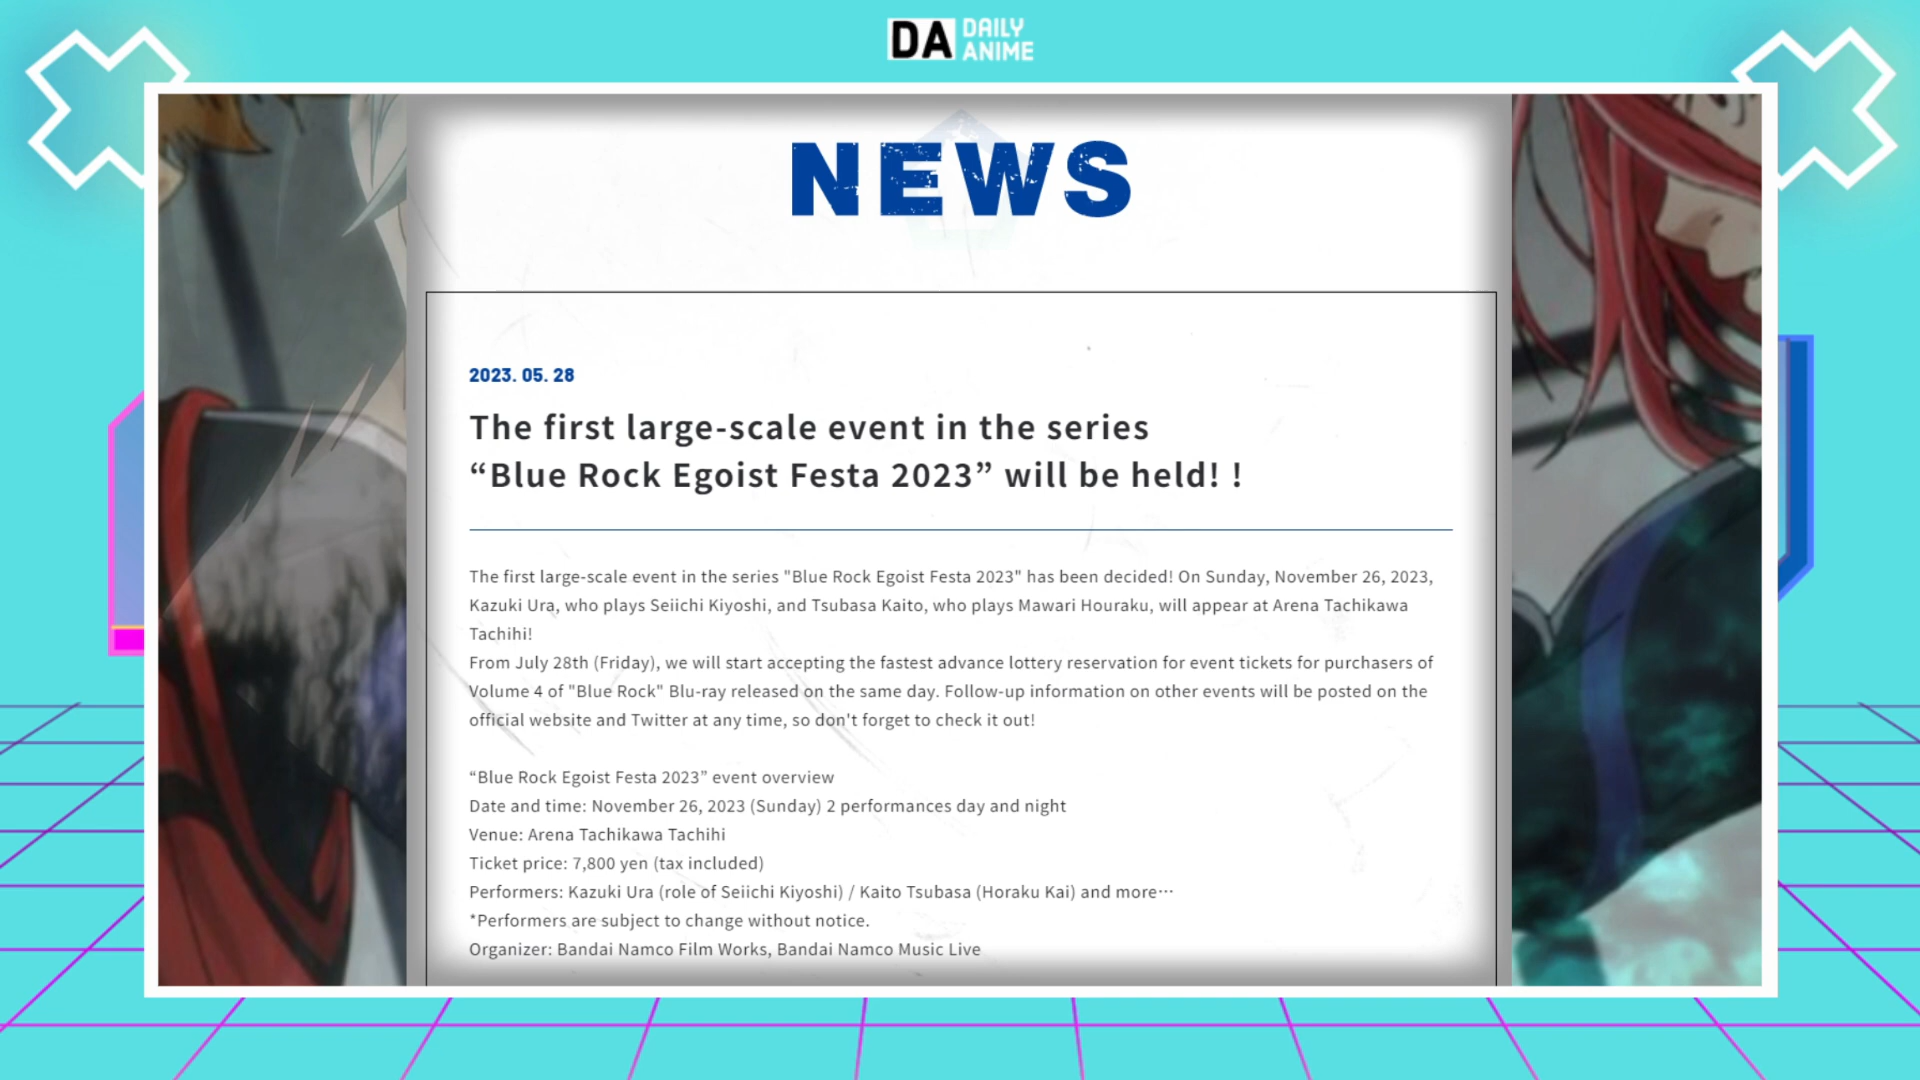 DA DAILY
ANIME
NEWS
2023. 05. 28
The first large-scale event in the series
“Blue Rock Egoist Festa 2023” will be held! !
The first large-scale event in the series "Blue Rock Egoist Festa 2023" has been decided! On Sunday, November 26, 2023,
Kazuki Ura, who plays Seiichi Kiyoshi, and Tsubasa Kaito, who plays Mawari Houraku, will appear at Arena Tachikawa
Tachihi!
From July 28th (Friday), we will start accepting the fastest advance lottery reservation for event tickets for purchasers of
Volume 4 of "Blue Rock" Blu-ray released on the same day. Follow-up information on other events will be posted on the
official website and Twitter at any time, so don't forget to check it out!
“Blue Rock Egoist Festa 2023” event overview
Date and time: November 26, 2023 (Sunday) 2 performances day and night
Venue: Arena Tachikawa Tachihi
Ticket price: 7,800 yen (tax included)
Performers: Kazuki Ura (role of Seiichi Kiyoshi) / Kaito Tsubasa (Horaku Kai) and more⋯
*Performers are subject to change without notice.
Organizer: Bandai Namco Film Works, Bandai Namco Music Live